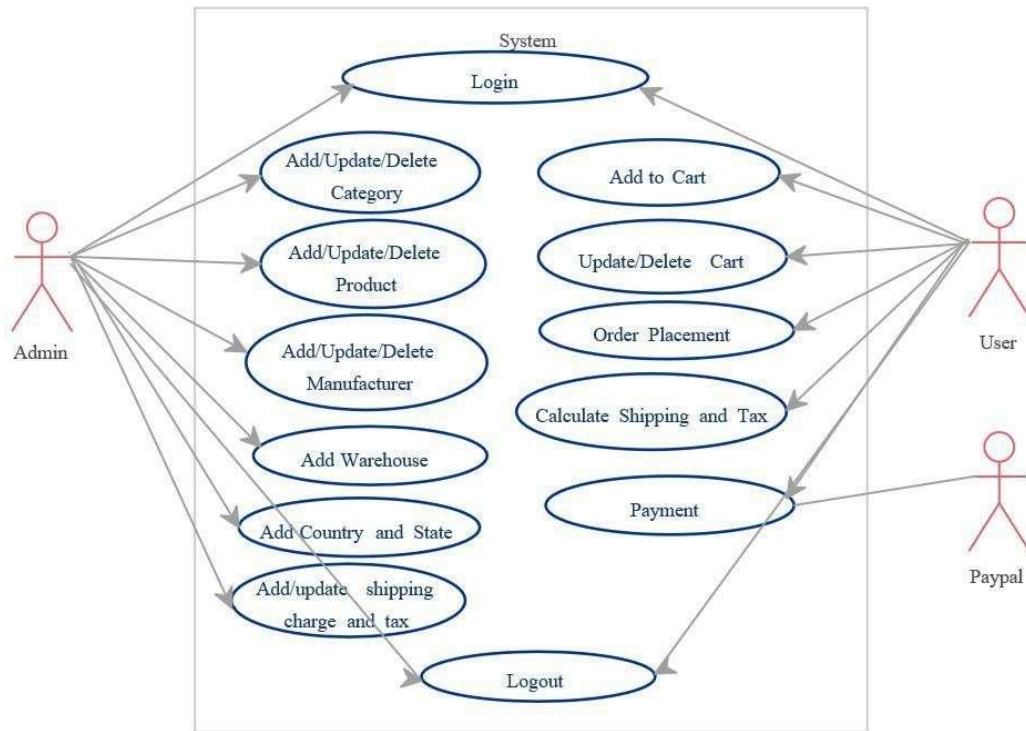 System
Login
Add/Update/Delete
Category
Add to Cart
Add/Update/Delete
Product
Update/Delete Cart
Admin
Add/Update/Delete
Manufacturer
Order Placement
User
Calculate Shipping and Tax
Add Warehouse
Payment
Add Country and State
Paypal
Add/update shipping
charge and tax
Logout